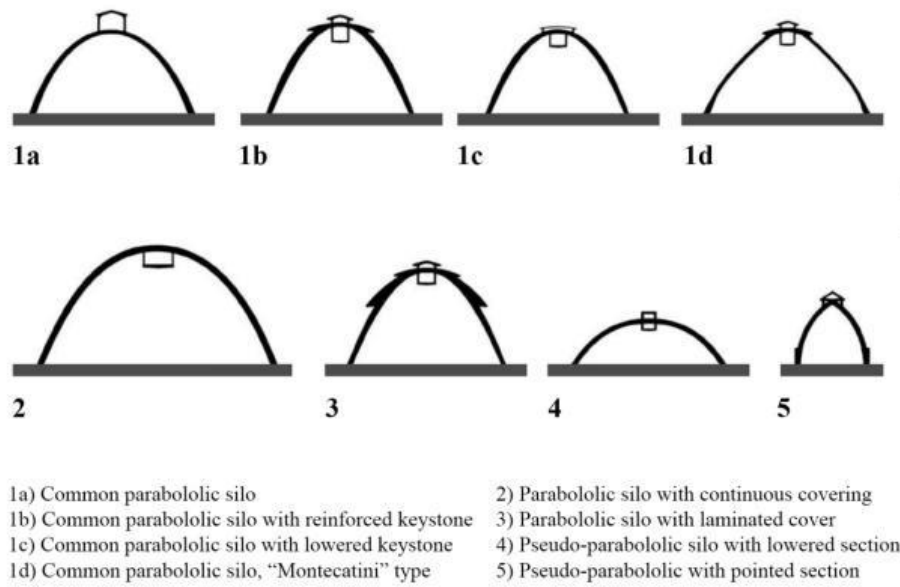 1a 1b 1c 1d
2 3 4 5
1a) Common parabololic silo
1b) Common parabololic silo with reinforced keystone
1c) Common parabololic silo with lowered keystone
1d) Common parabololic silo, “Montecatini” type
2) Parabololic silo with continuous covering
3) Parabololic silo with laminated cover
4) Pseudo-parabololic silo with lowered section
5) Pseudo-parabololic with pointed section